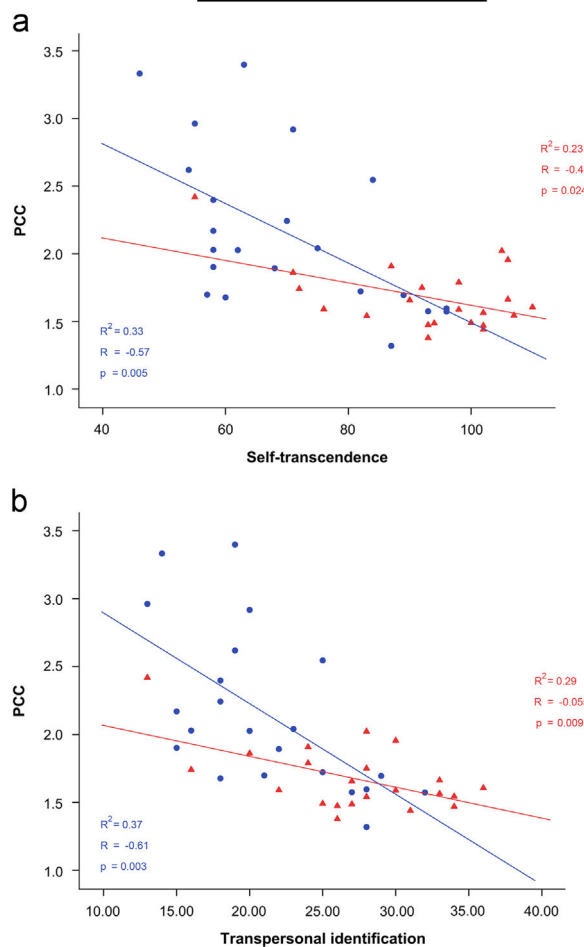 a
3.5
3.0
2.5
2.0
1.5
1.0
PCC
R2= 0.23
R = -0.4
p = 0.024
R2= 0.33
R = -0.57
p = 0.005
40
60
80
100
Self-transcendence
b
3.5
3.0
2.5
2.0
1.5
1.0
PCC
R2= 0.29
R = -0.05
p = 0.009
R2= 0.37
R = -0.61
p = 0.003
10.00
15.00
20.00
25.00
30.00
35.00
40.00
Transpersonal identification